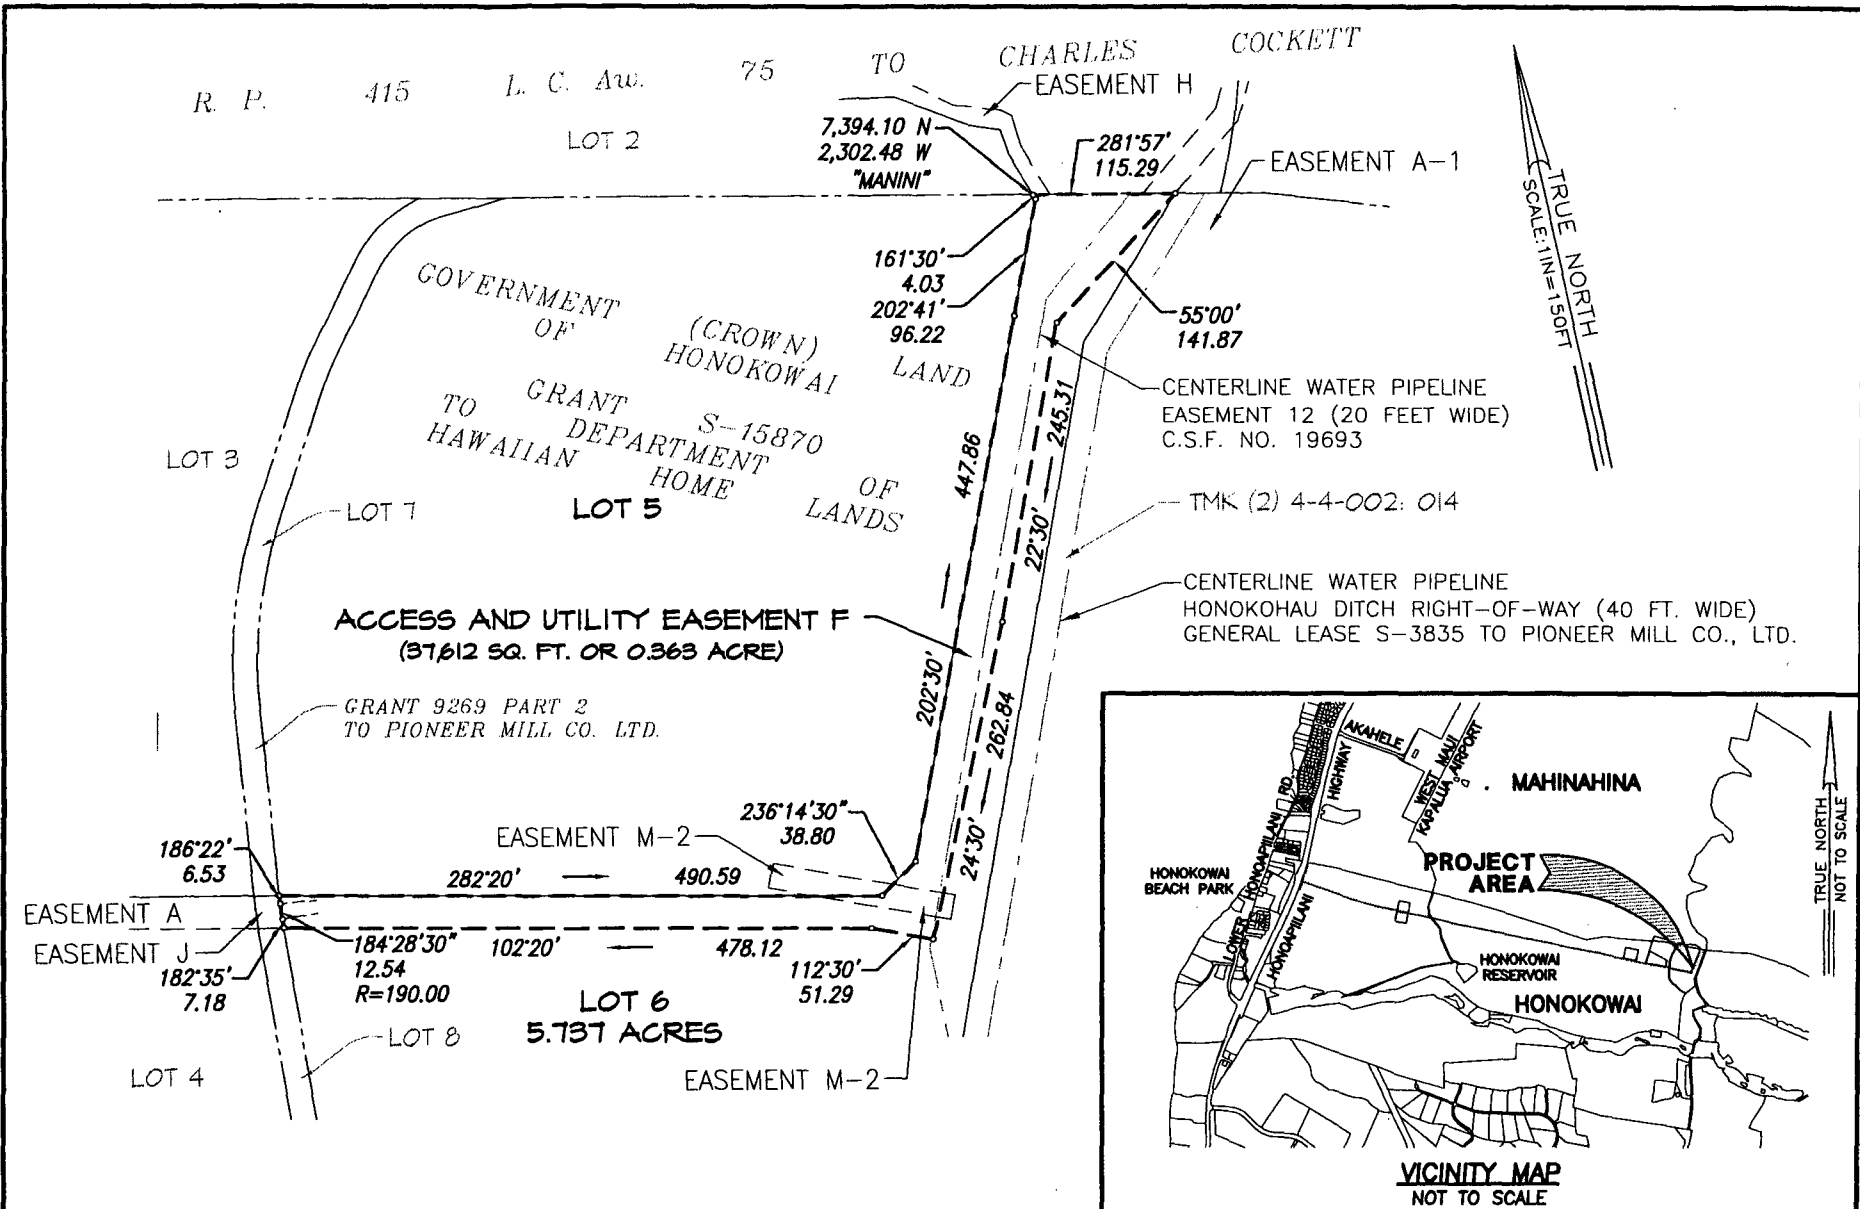 R. P. 415 L. C. Aw. 75 TO CHARLES COCKETT
EASEMENT H
LOT 2
7,394.10 N
2,302.48 W
"MANINI"
281°57'
115.29
EASEMENT A-1
TRUE NORTH
SCALE:1IN=150FT
161°30'
4.03
202°41'
96.22
55°00'
141.87
GOVERNMENT (CROWN) LAND
OF HONOKOWAI
GRANT S-15870
TO DEPARTMENT OF
HAWAIIAN HOME LANDS
CENTERLINE WATER PIPELINE
EASEMENT 12 (20 FEET WIDE)
C.S.F. NO. 19693
LOT 3
LOT 7
LOT 5
447.86
202°30'
245.31
22°30'
TMK (2) 4-4-002: 014
CENTERLINE WATER PIPELINE
HONOKOHAU DITCH RIGHT-OF-WAY (40 FT. WIDE)
GENERAL LEASE S-3835 TO PIONEER MILL CO., LTD.
ACCESS AND UTILITY EASEMENT F
(37,612 SQ. FT. OR 0.363 ACRE)
GRANT 9269 PART 2
TO PIONEER MILL CO. LTD.
262.84
24°30'
236°14'30"
38.80
EASEMENT M-2
186°22'
6.53
282°20'
490.59
EASEMENT A
EASEMENT J
182°35'
7.18
184°28'30"
12.54
R=190.00
102°20'
478.12
112°30'
51.29
LOT 6
5.737 ACRES
LOT 8
LOT 4
EASEMENT M-2
AKAHELE
HIGHWAY
WEST MAUI
KAPALUA AIRPORT
MAHINAHINA
TRUE NORTH
NOT TO SCALE
PROJECT
AREA
HONOKOWAI
BEACH PARK
LOWER HONOAPIILANI RD.
HONOAPIILANI
HONOKOWAI
RESERVOIR
HONOKOWAI
VICINITY MAP
NOT TO SCALE